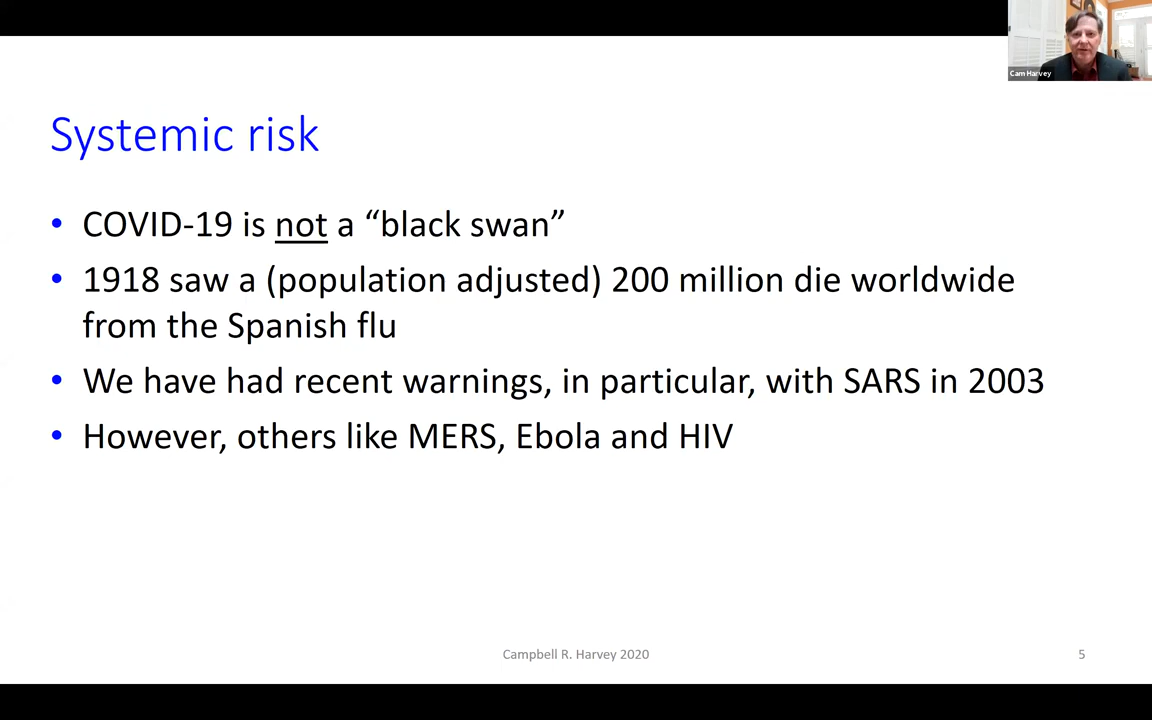 Cam Harvey
Systemic risk
• COVID-19 is not a “black swan”
• 1918 saw a (population adjusted) 200 million die worldwide
from the Spanish flu
• We have had recent warnings, in particular, with SARS in 2003
• However, others like MERS, Ebola and HIV
Campbell R. Harvey 2020
5